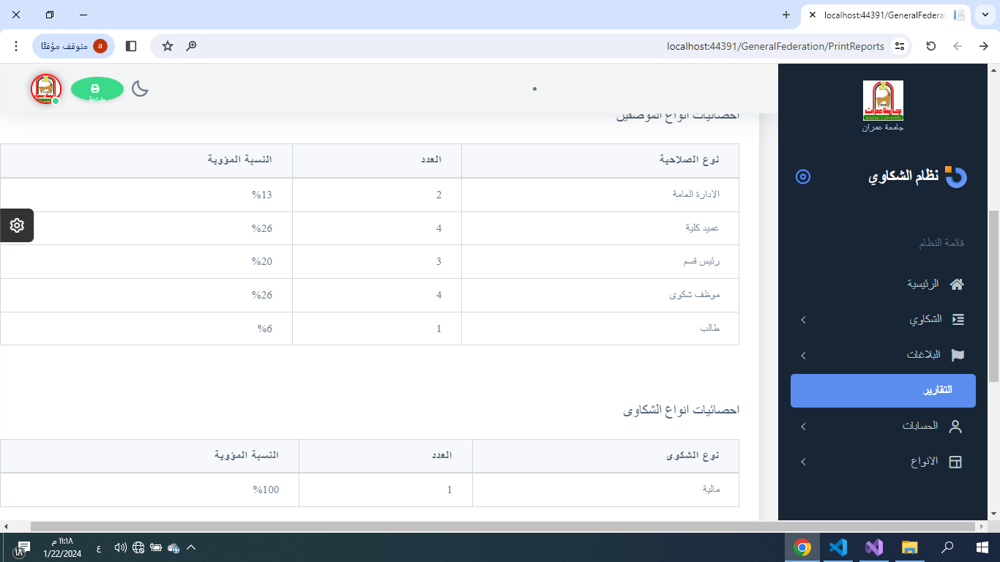 localhost:44391/GeneralFederat
متوقف مؤقتًا
a
localhost:44391/GeneralFederation/PrintReports
طباعة
جامعة عمران
نظام الشكاوي
قائمة النظام
الرئيسية
الشكاوي
البلاغات
التقارير
الحسابات
الانواع
احصائيات انواع الموضفين
نوع الصلاحية العدد النسبة المؤوية
الادارة العامة 2 %13
عميد كلية 4 %26
رئيس قسم 3 %20
موظف شكوى 4 %26
طالب 1 %6
احصائيات انواع الشكاوى
نوع الشكوى العدد النسبة المؤوية
مالية 1 %100
ع
١١:١٨ م
1/22/2024
١٨